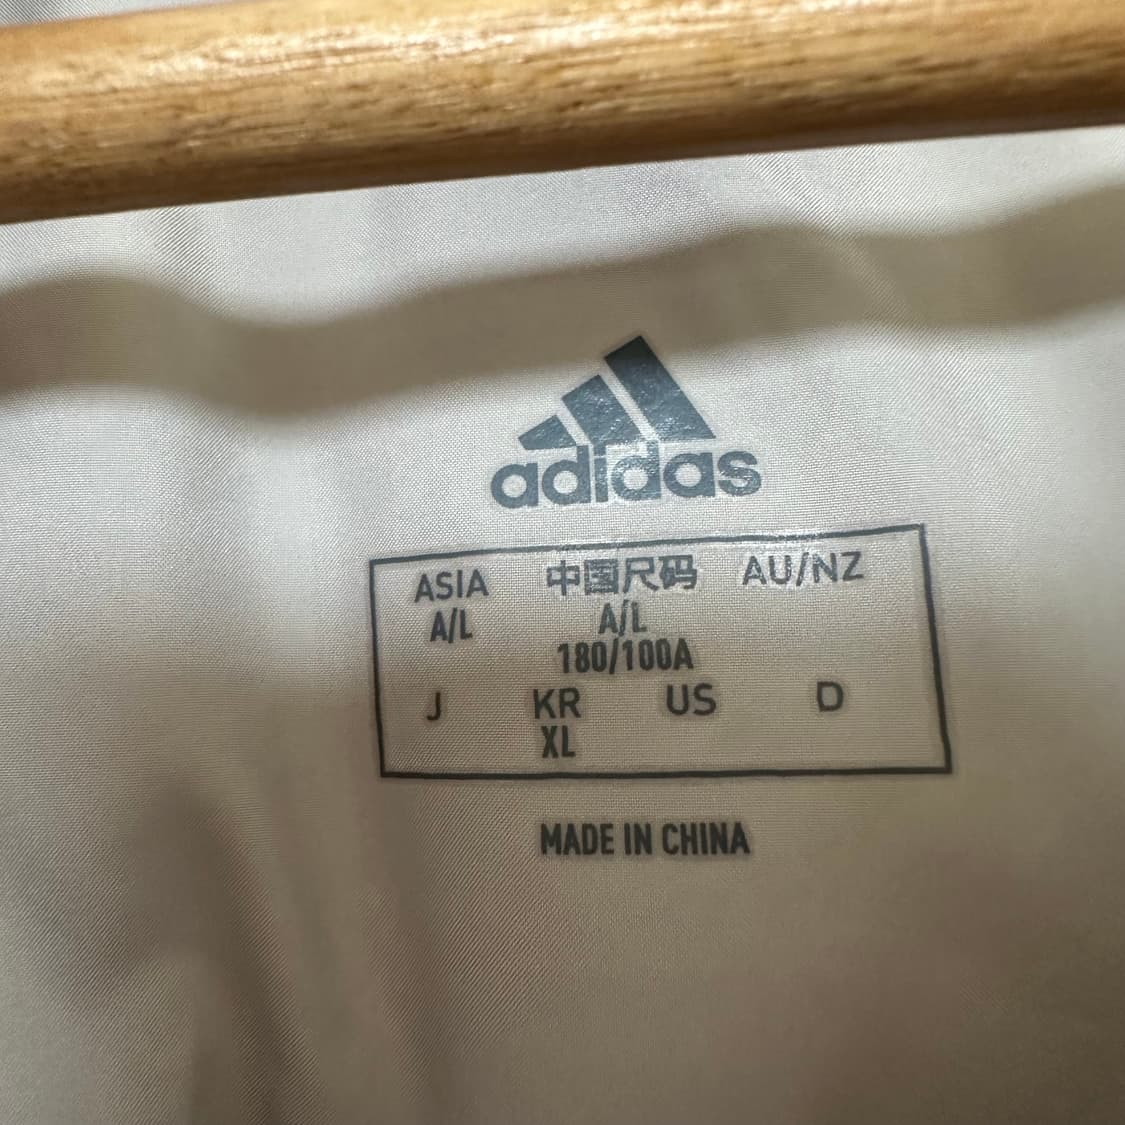 adidas
ASIA 中国尺码 AU/NZ
A/L A/L
180/100A
J KR US D
XL
MADE IN CHINA